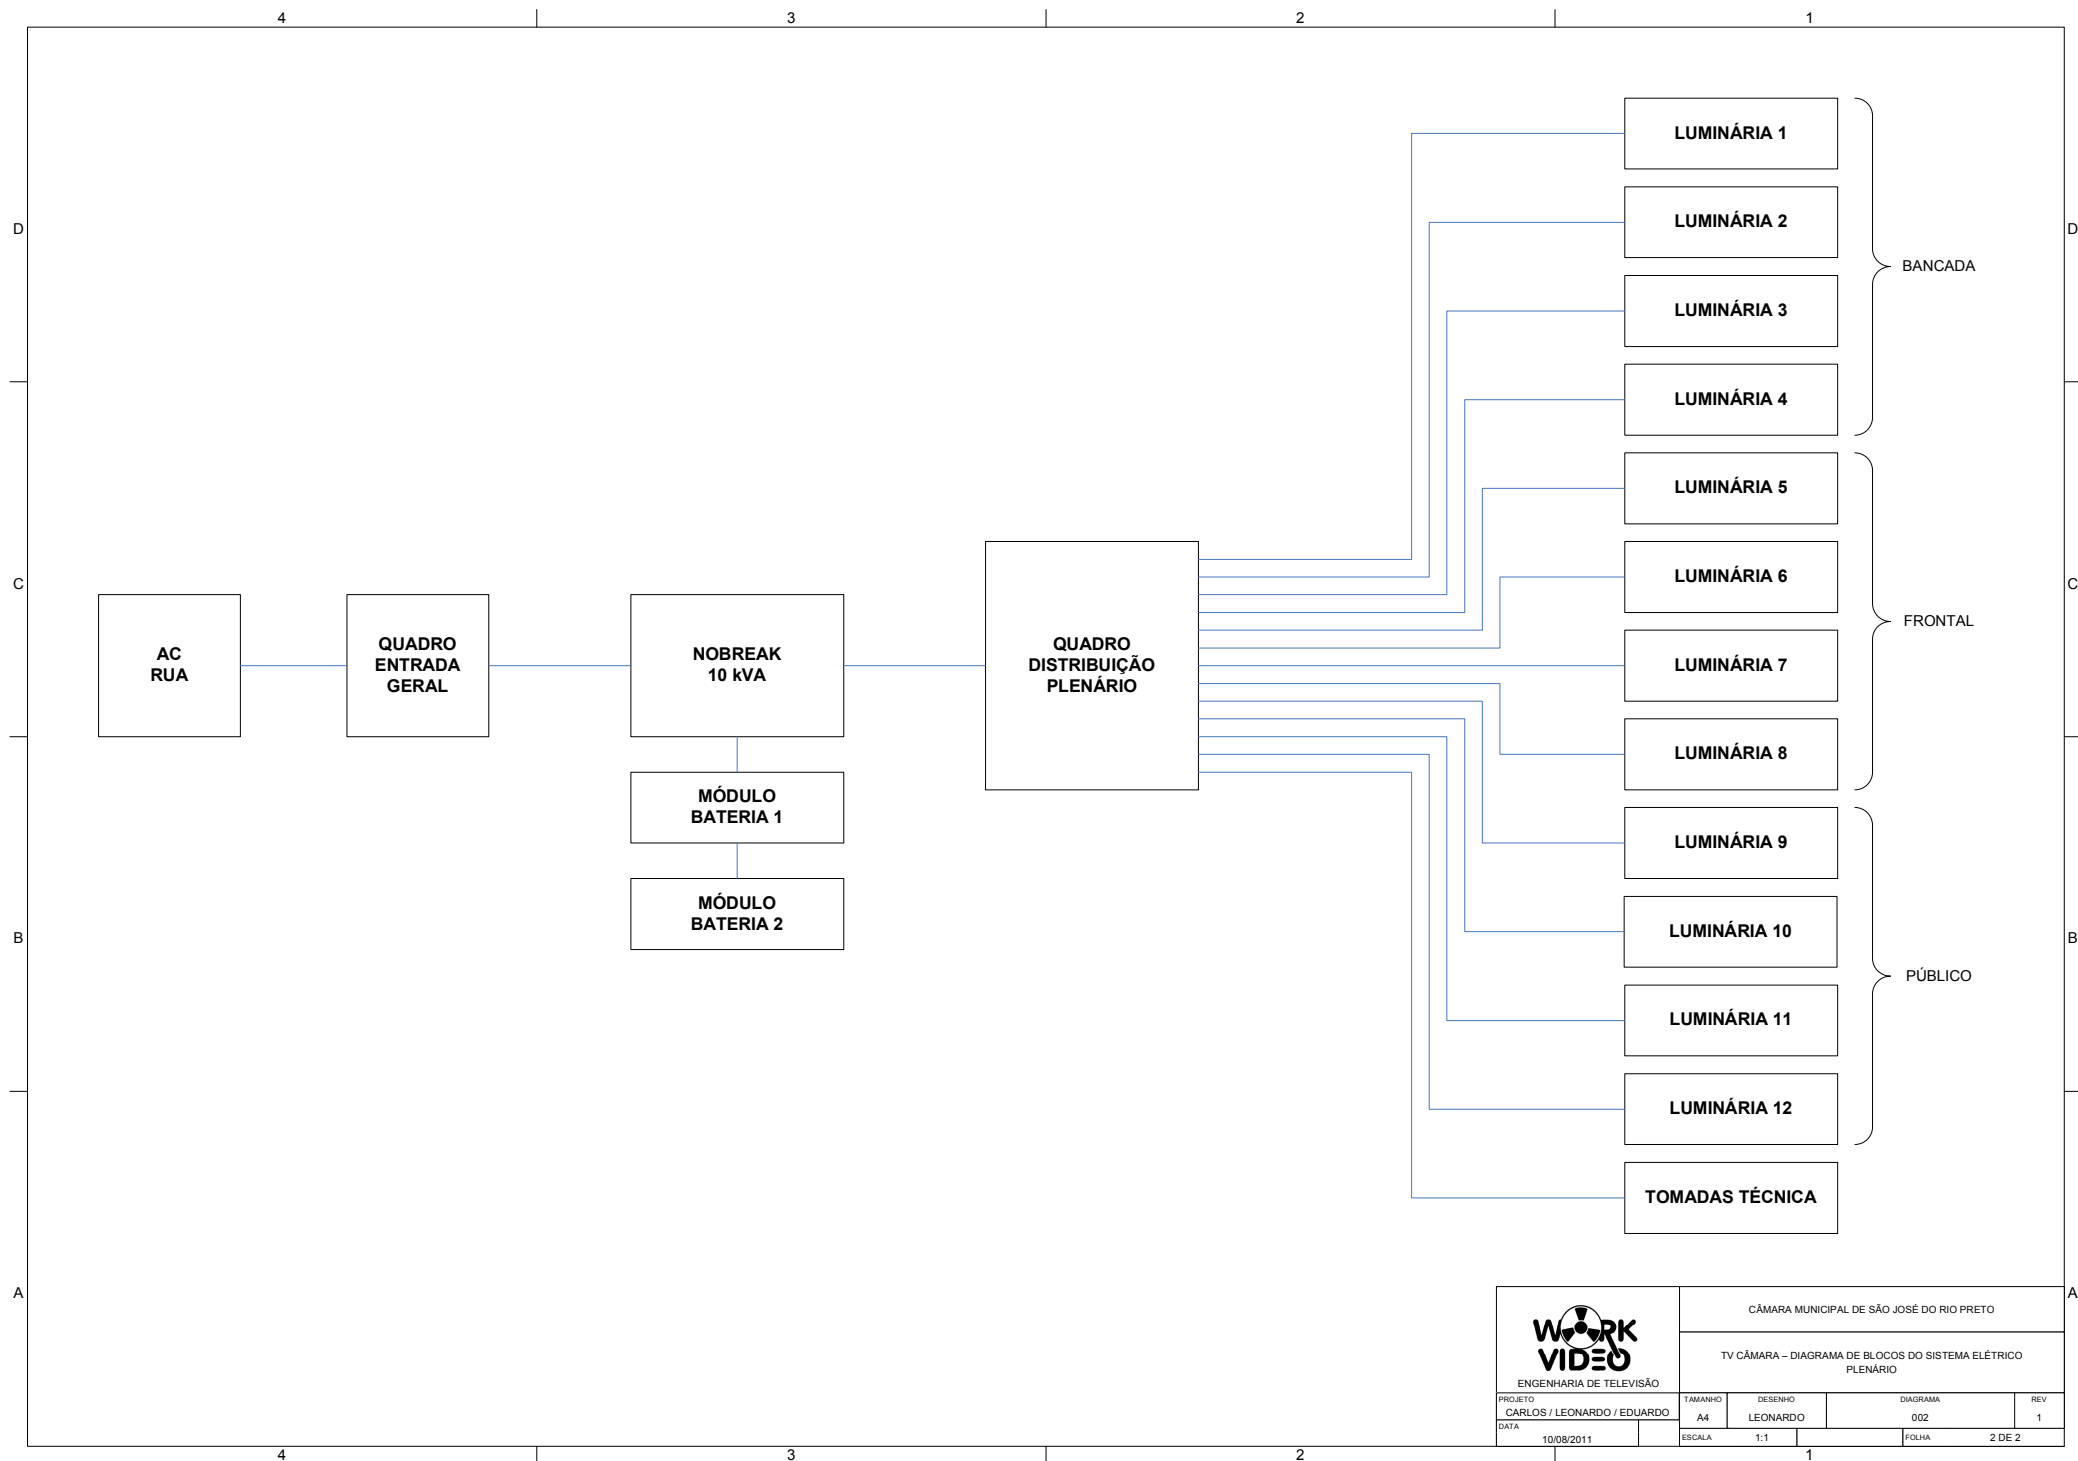 4
3
2
1
D
D
C
C
B
B
A
A
AC
RUA
QUADRO
ENTRADA
GERAL
NOBREAK
10 kVA
MÓDULO
BATERIA 1
MÓDULO
BATERIA 2
QUADRO
DISTRIBUIÇÃO
PLENÁRIO
LUMINÁRIA 1
LUMINÁRIA 2
LUMINÁRIA 3
LUMINÁRIA 4
BANCADA
LUMINÁRIA 5
LUMINÁRIA 6
LUMINÁRIA 7
LUMINÁRIA 8
FRONTAL
LUMINÁRIA 9
LUMINÁRIA 10
LUMINÁRIA 11
LUMINÁRIA 12
PÚBLICO
TOMADAS TÉCNICA
WORK
VIDEO
ENGENHARIA DE TELEVISÃO
CÂMARA MUNICIPAL DE SÃO JOSÉ DO RIO PRETO
TV CÂMARA – DIAGRAMA DE BLOCOS DO SISTEMA ELÉTRICO
PLENÁRIO
PROJETO
CARLOS / LEONARDO / EDUARDO
DATA
10/08/2011
TAMANHO
A4
DESENHO
LEONARDO
DIAGRAMA
002
REV
1
ESCALA
1:1
FOLHA
2 DE 2
4
3
2
1